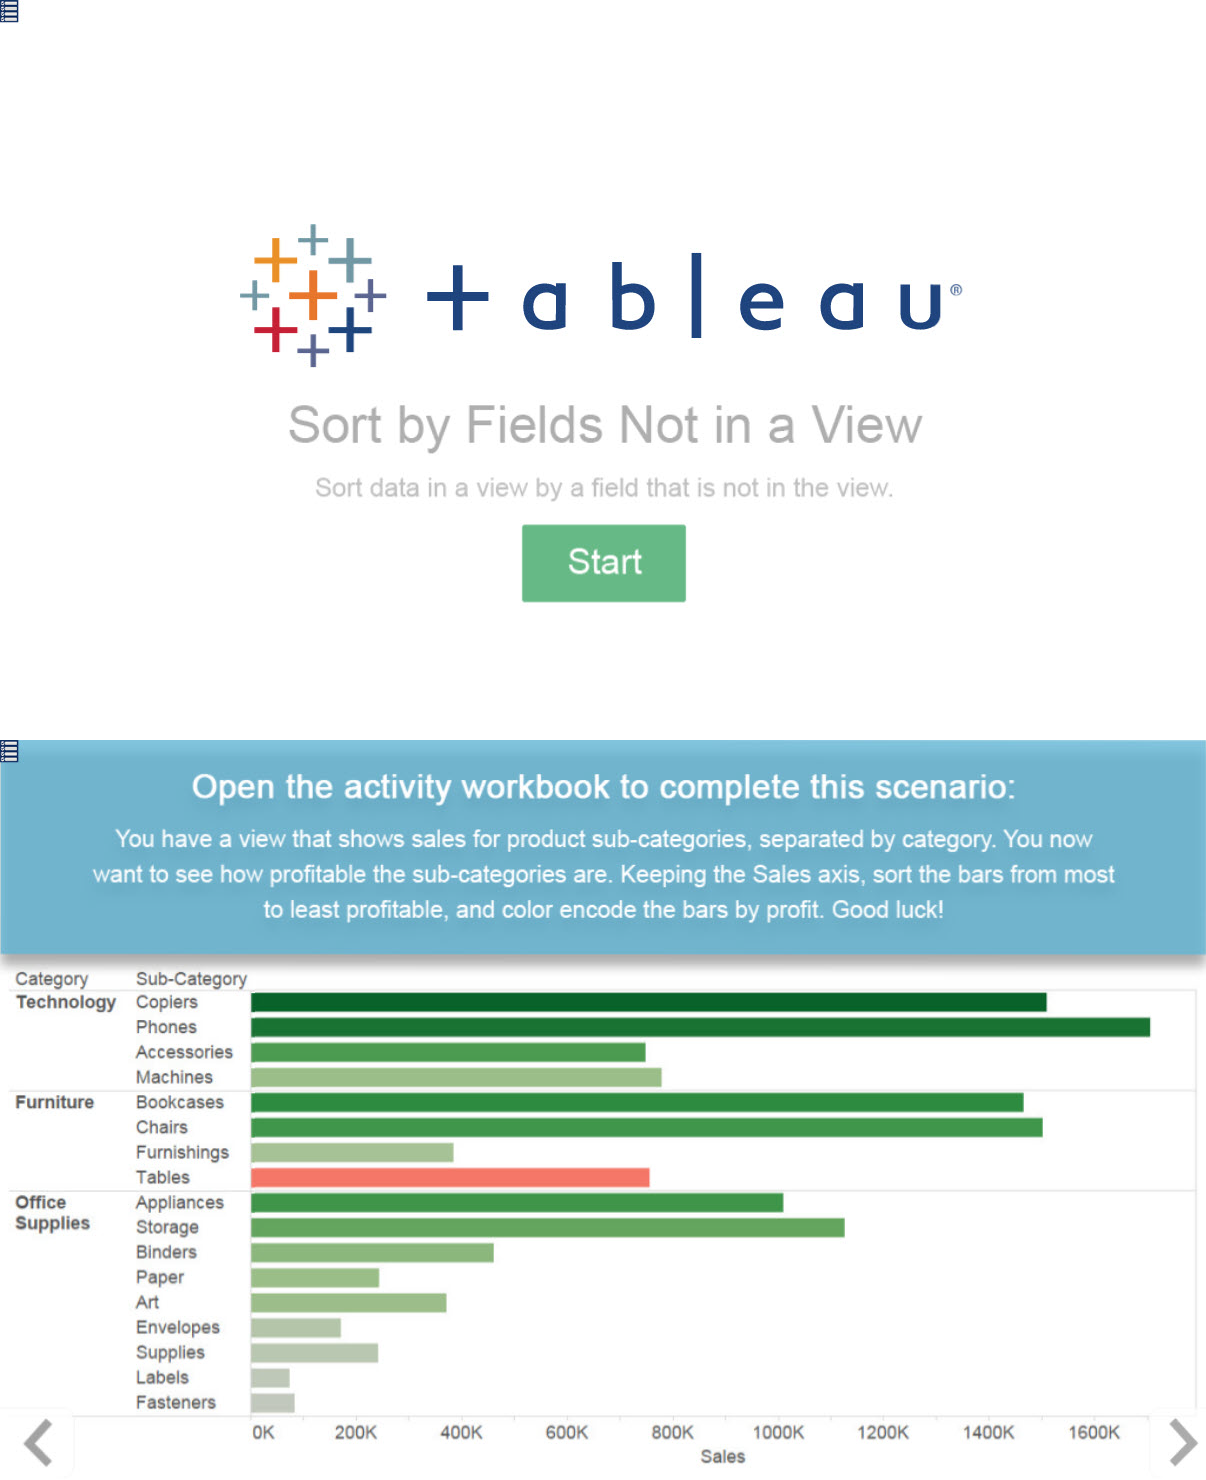 tableau®
Sort by Fields Not in a View
Sort data in a view by a field that is not in the view.
Start
Open the activity workbook to complete this scenario:
You have a view that shows sales for product sub-categories, separated by category. You now
want to see how profitable the sub-categories are. Keeping the Sales axis, sort the bars from most
to least profitable, and color encode the bars by profit. Good luck!
Category Sub-Category
Technology Copiers
Phones
Accessories
Machines
Furniture Bookcases
Chairs
Furnishings
Tables
Office Appliances
Supplies Storage
Binders
Paper
Art
Envelopes
Supplies
Labels
Fasteners
0K 200K 400K 600K 800K 1000K 1200K 1400K 1600K
Sales